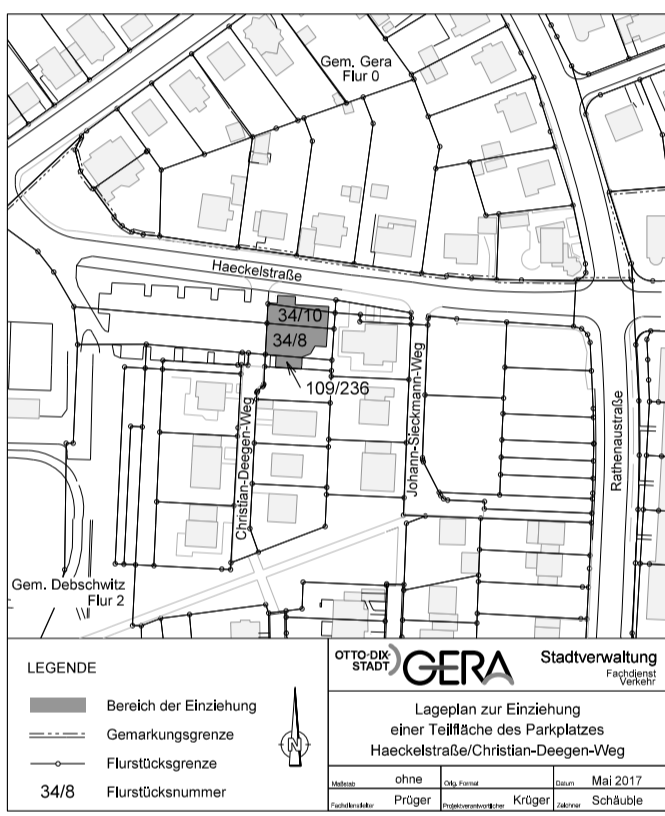 Gem. Gera
Flur 0
Haeckelstraße
34/10
34/8
109/236
Christian-Deegen-Weg
Johann-Sieckmann-Weg
Rathenaustraße
Gem. Debschwitz
Flur 2
LEGENDE
Bereich der Einziehung
Gemarkungsgrenze
Flurstücksgrenze
34/8 Flurstücksnummer
N
OTTO-DIX-
STADT
GERA
Stadtverwaltung
Fachdienst
Verkehr
Lageplan zur Einziehung
einer Teilfläche des Parkplatzes
Haeckelstraße/Christian-Deegen-Weg
Maßstab ohne Orig. Format Datum Mai 2017
Fachdienstleiter Prüger Projektverantwortlicher Krüger Zeichner Schäuble